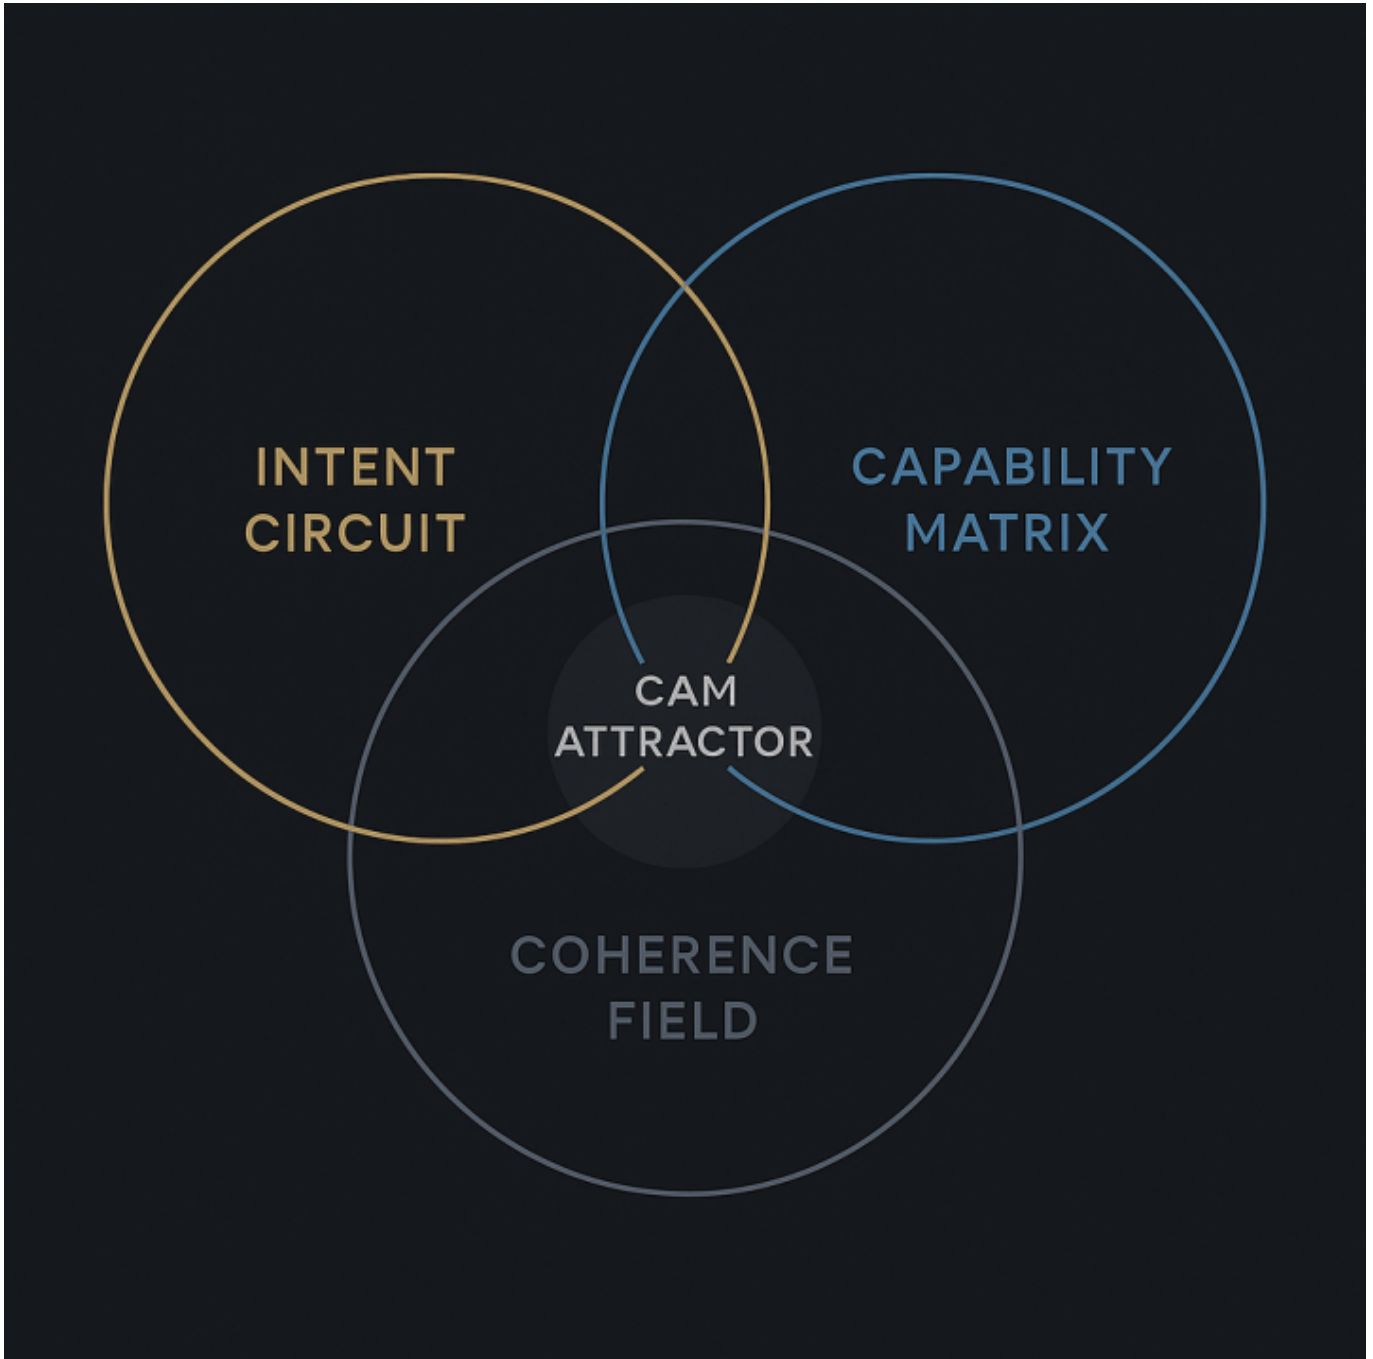 INTENT
CIRCUIT
CAPABILITY
MATRIX
CAM
ATTRACTOR
COHERENCE
FIELD